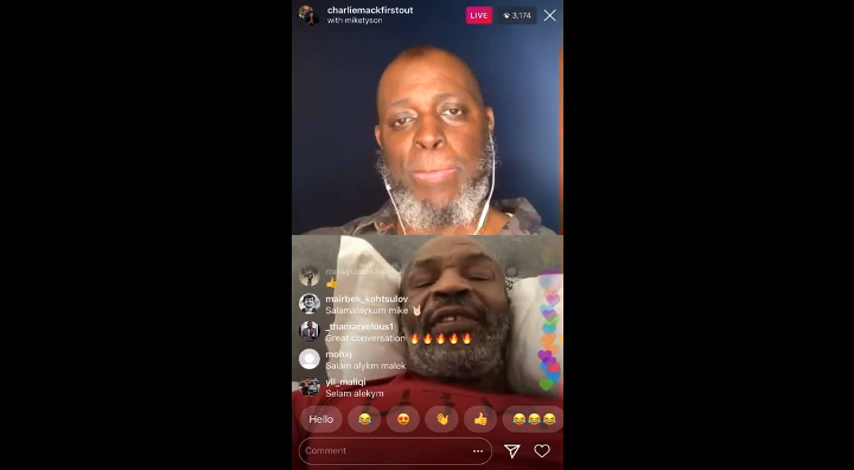 charliemackfirstout
with miketyson
LIVE
3,174
mairbek_kohtsulov
Salamalaykum mike 🤘🏻
_thamarvelous1
Great conversation 🔥🔥🔥🔥🔥
mohxj
Salam alykm malek
yll_maliqi
Selam alekym
Hello
Comment